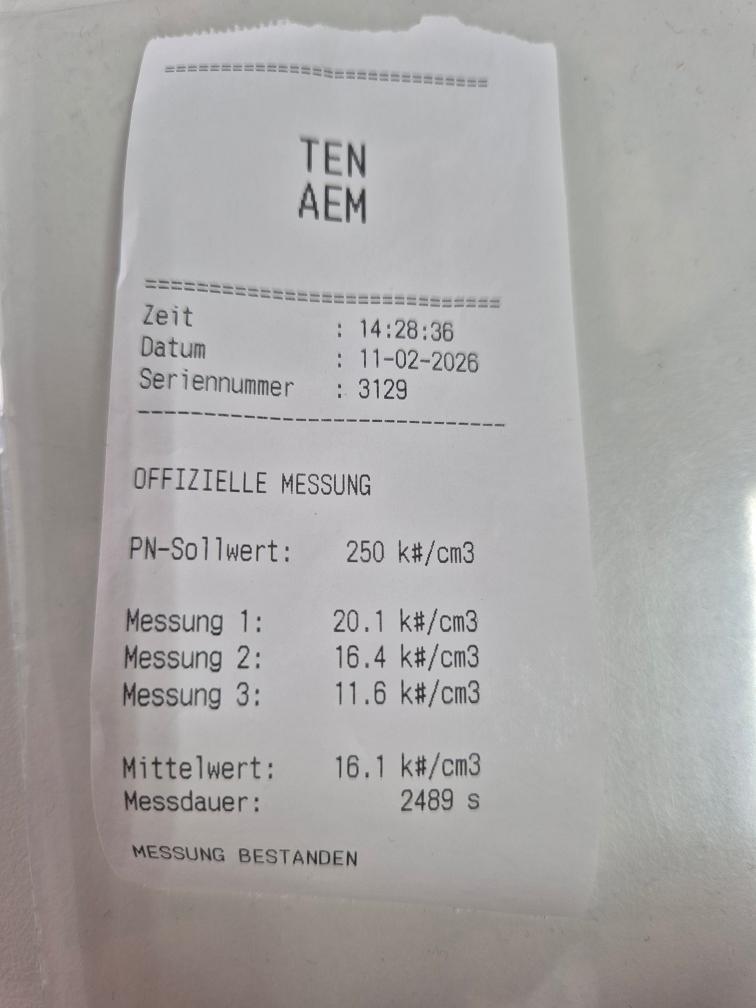 ================================
TEN
AEM
==================================
Zeit : 14:28:36
Datum : 11-02-2026
Seriennummer : 3129
----------------------------------
OFFIZIELLE MESSUNG
PN-Sollwert: 250 k#/cm3
Messung 1: 20.1 k#/cm3
Messung 2: 16.4 k#/cm3
Messung 3: 11.6 k#/cm3
Mittelwert: 16.1 k#/cm3
Messdauer: 2489 s
MESSUNG BESTANDEN